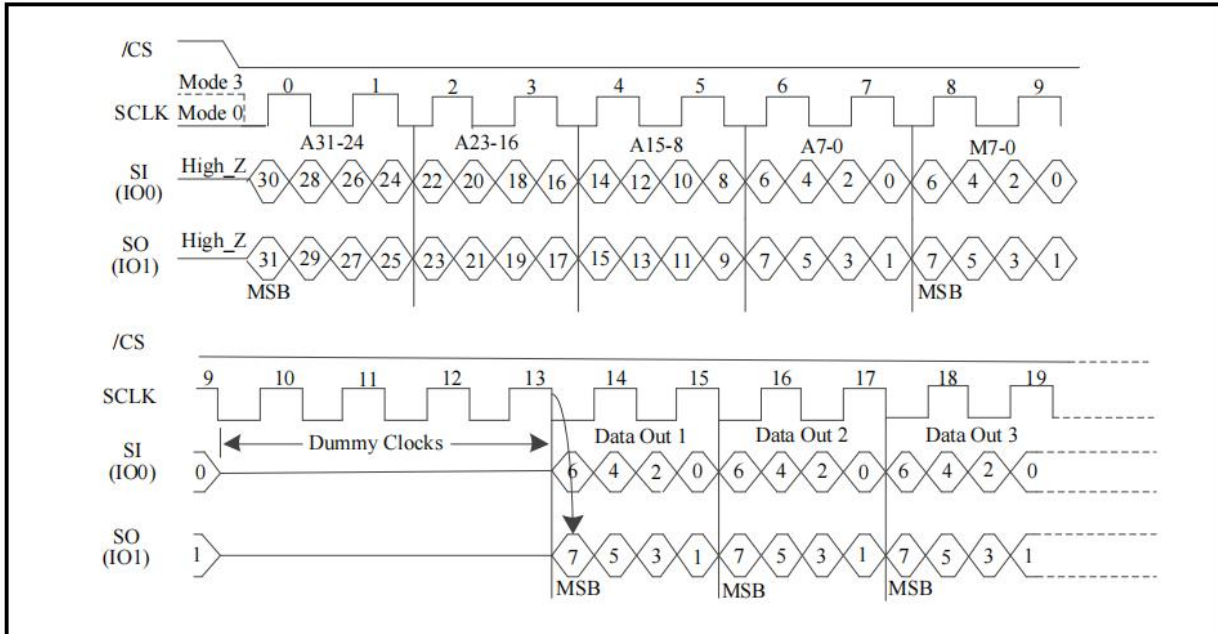 /CS
Mode 3
0 1 2 3 4 5 6 7 8 9
SCLK Mode 0
A31-24 A23-16 A15-8 A7-0 M7-0
SI High_Z 30 28 26 24 22 20 18 16 14 12 10 8 6 4 2 0 6 4 2 0
(IO0)
SO High_Z 31 29 27 25 23 21 19 17 15 13 11 9 7 5 3 1 7 5 3 1
(IO1)
MSB MSB
/CS
9 10 11 12 13 14 15 16 17 18 19
SCLK
Dummy Clocks Data Out 1 Data Out 2 Data Out 3
SI
(IO0) 0 6 4 2 0 6 4 2 0 6 4 2 0
SO
(IO1) 1 7 5 3 1 7 5 3 1 7 5 3 1
MSB MSB MSB